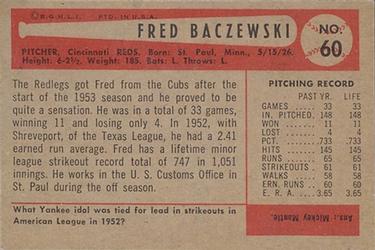 © B.G.H.L.I. PTD. IN U.S.A.
FRED BACZEWSKI
NO. 60
PITCHER, Cincinnati REDS. Born: St. Paul, Minn., 5/15/26.
Height: 6-2½. Weight: 185. Bats: L. Throws: L.
The Redlegs got Fred from the Cubs after the
start of the 1953 season and he proved to be
quite a sensation. He was in a total of 33 games,
winning 11 and losing only 4. In 1952, with
Shreveport, of the Texas League, he had a 2.41
earned run average. Fred has a lifetime minor
league strikeout record total of 747 in 1,051
innings. He works in the U. S. Customs Office in
St. Paul during the off season.
What Yankee idol was tied for lead in strikeouts in
American League in 1952?
PITCHING RECORD
PAST YR. LIFE
GAMES 33 33
IN. PITCHED 148 148
WON 11 11
LOST 4 4
PCT. .733 .733
HITS 145 145
RUNS 65 65
STRIKEOUTS 61 61
WALKS 58 58
ERN. RUNS 60 60
E. R. A. 3.65 3.65
Ans.: Mickey Mantle.